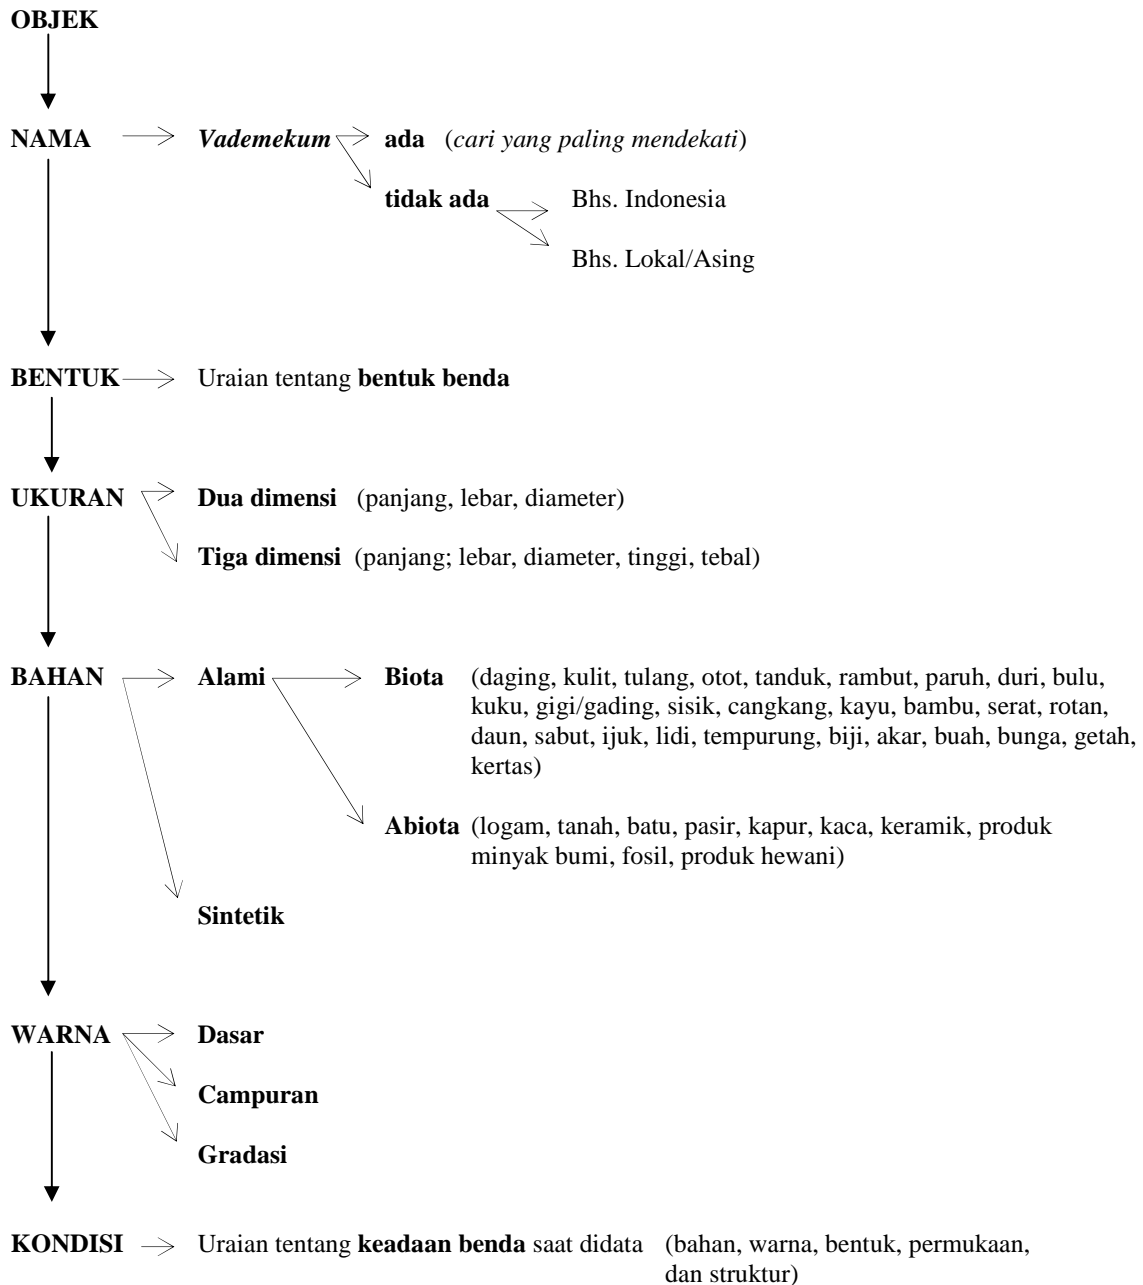 OBJEK
NAMA Vademekum ada (cari yang paling mendekati)
tidak ada Bhs. Indonesia
Bhs. Lokal/Asing
BENTUK Uraian tentang bentuk benda
UKURAN Dua dimensi (panjang, lebar, diameter)
Tiga dimensi (panjang; lebar, diameter, tinggi, tebal)
BAHAN Alami Biota (daging, kulit, tulang, otot, tanduk, rambut, paruh, duri, bulu,
kuku, gigi/gading, sisik, cangkang, kayu, bambu, serat, rotan,
daun, sabut, ijuk, lidi, tempurung, biji, akar, buah, bunga, getah,
kertas)
Abiota (logam, tanah, batu, pasir, kapur, kaca, keramik, produk
minyak bumi, fosil, produk hewani)
Sintetik
WARNA Dasar
Campuran
Gradasi
KONDISI Uraian tentang keadaan benda saat didata (bahan, warna, bentuk, permukaan,
dan struktur)